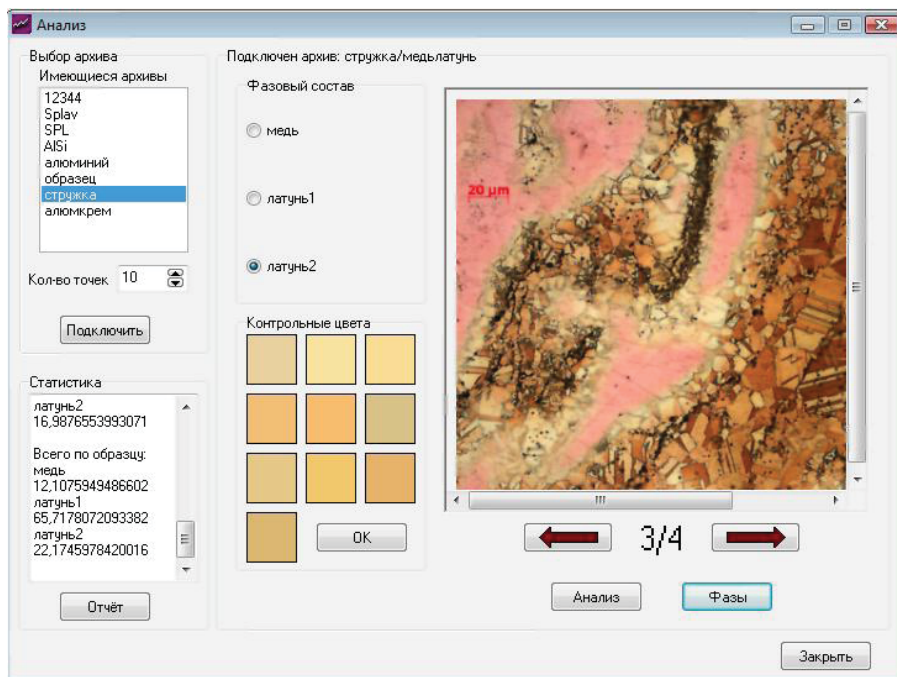 Анализ
Выбор архива
Имеющиеся архивы
12344
Splav
SPL
AlSi
алюминий
образец
стружка
алюмкрем
Кол-во точек 10
Подключить
Статистика
латунь2
16,9876553993071
Всего по образцу:
медь
12,1075949486602
латунь1
65,7178072093382
латунь2
22,1745978420016
Отчёт
Подключен архив: стружка/медьлатунь
Фазовый состав
медь
латунь1
латунь2
Контрольные цвета
OK
20 µm
3/4
Анализ
Фазы
Закрыть